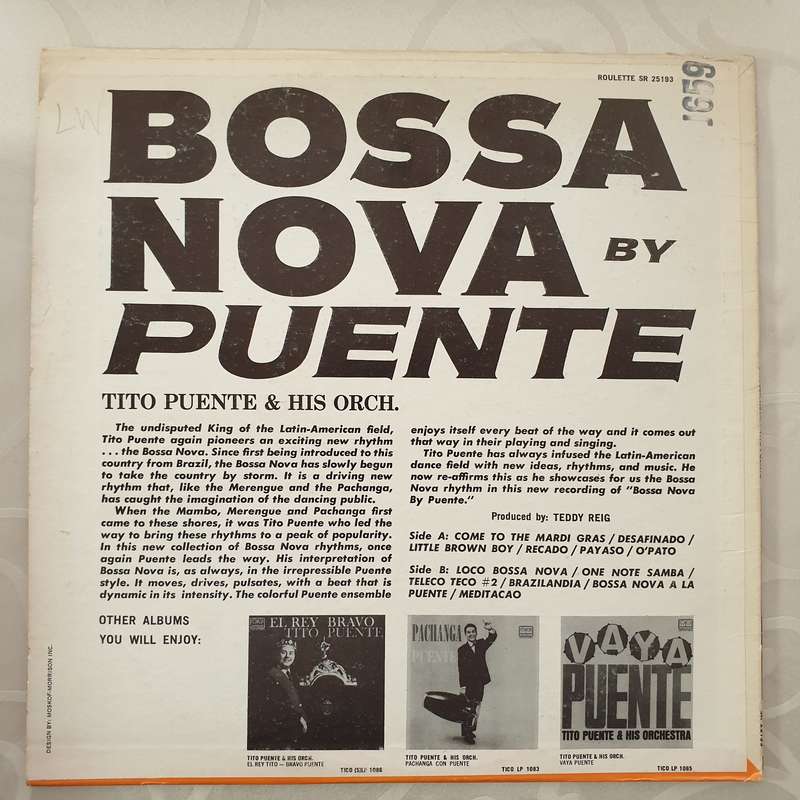 ROULETTE SR 25193
1659
LW
BOSSA
NOVA BY
PUENTE
TITO PUENTE & HIS ORCH.
The undisputed King of the Latin-American field,
Tito Puente again pioneers an exciting new rhythm
. . . the Bossa Nova. Since first being introduced to this
country from Brazil, the Bossa Nova has slowly begun
to take the country by storm. It is a driving new
rhythm that, like the Merengue and the Pachanga,
has caught the imagination of the dancing public.
When the Mambo, Merengue and Pachanga first
came to these shores, it was Tito Puente who led the
way to bring these rhythms to a peak of popularity.
In this new collection of Bossa Nova rhythms, once
again Puente leads the way. His interpretation of
Bossa Nova is, as always, in the irrepressible Puente
style. It moves, drives, pulsates, with a beat that is
dynamic in its intensity. The colorful Puente ensemble
enjoys itself every beat of the way and it comes out
that way in their playing and singing.
Tito Puente has always infused the Latin-American
dance field with new ideas, rhythms, and music. He
now re-affirms this as he showcases for us the Bossa
Nova rhythm in this new recording of "Bossa Nova
By Puente."
Produced by: TEDDY REIG
Side A: COME TO THE MARDI GRAS / DESAFINADO /
LITTLE BROWN BOY / RECADO / PAYASO / O'PATO
Side B: LOCO BOSSA NOVA / ONE NOTE SAMBA /
TELECO TECO #2 / BRAZILANDIA / BOSSA NOVA A LA
PUENTE / MEDITACAO
OTHER ALBUMS
YOU WILL ENJOY:
EL REY BRAVO
TITO PUENTE
TITO PUENTE & HIS ORCH.
EL REY TITO — BRAVO PUENTE
TICO (S)LP 1086
PACHANGA
PUENTE
TITO PUENTE & HIS ORCH.
PACHANGA CON PUENTE
TICO LP 1083
VAYA
PUENTE
TITO PUENTE & HIS ORCHESTRA
TITO PUENTE & HIS ORCH.
VAYA PUENTE
TICO LP 1085
DESIGN BY: MOSKOF-MORRISON INC.